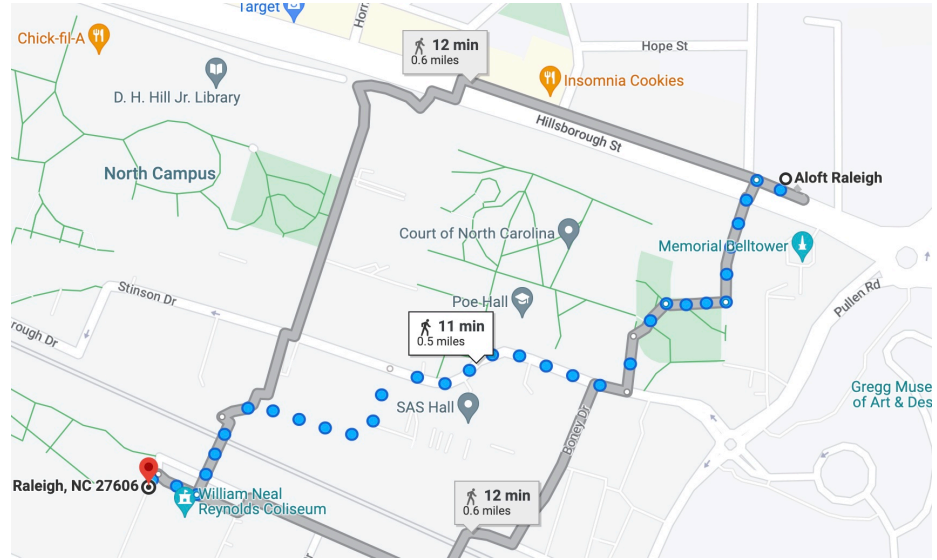 Target
Horn
Chick-fil-A
12 min
0.6 miles
Hope St
Insomnia Cookies
D. H. Hill Jr. Library
Hillsborough St
North Campus
Aloft Raleigh
Court of North Carolina
Memorial Belltower
Stinson Dr
Poe Hall
Pullen Rd
rough Dr
11 min
0.5 miles
Gregg Muse
of Art & Des
SAS Hall
Boney Dr
Raleigh, NC 27606
William Neal
Reynolds Coliseum
12 min
0.6 miles